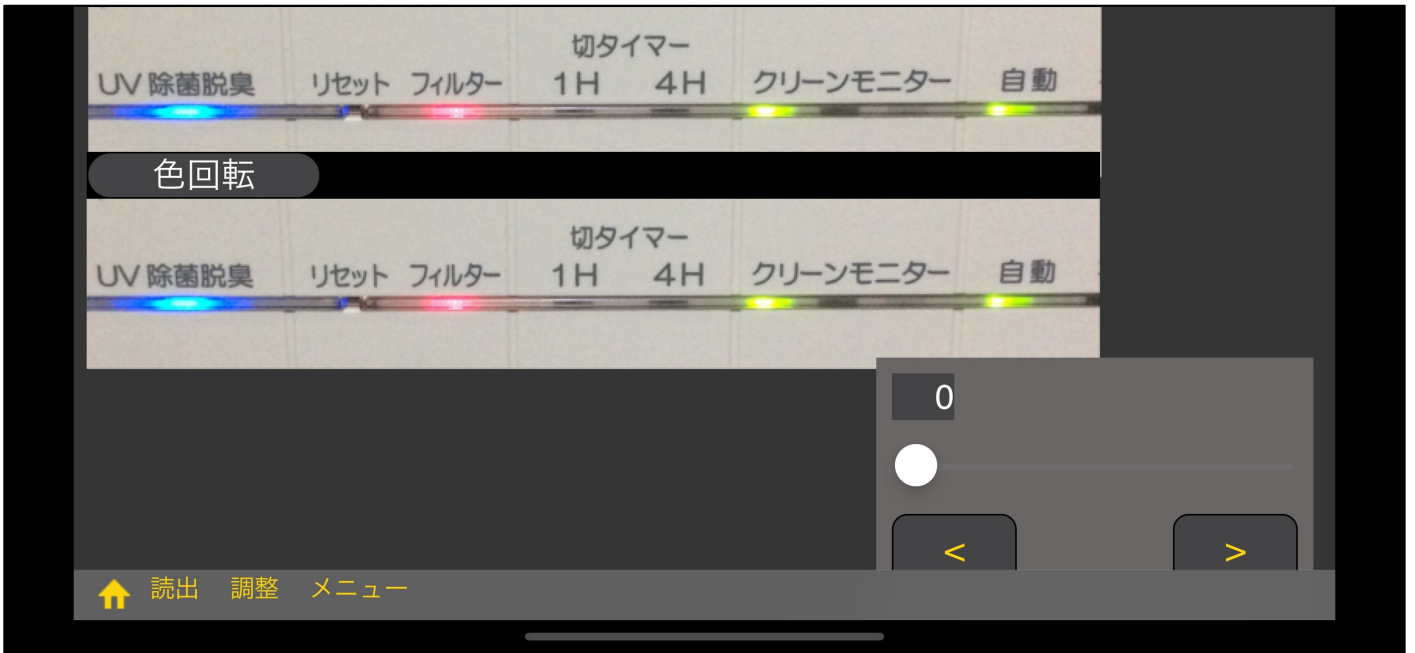 切タイマー
UV 除菌脱臭 リセット フィルター 1H 4H クリーンモニター 自動
色回転
切タイマー
UV 除菌脱臭 リセット フィルター 1H 4H クリーンモニター 自動
0
< >
読出 調整 メニュー